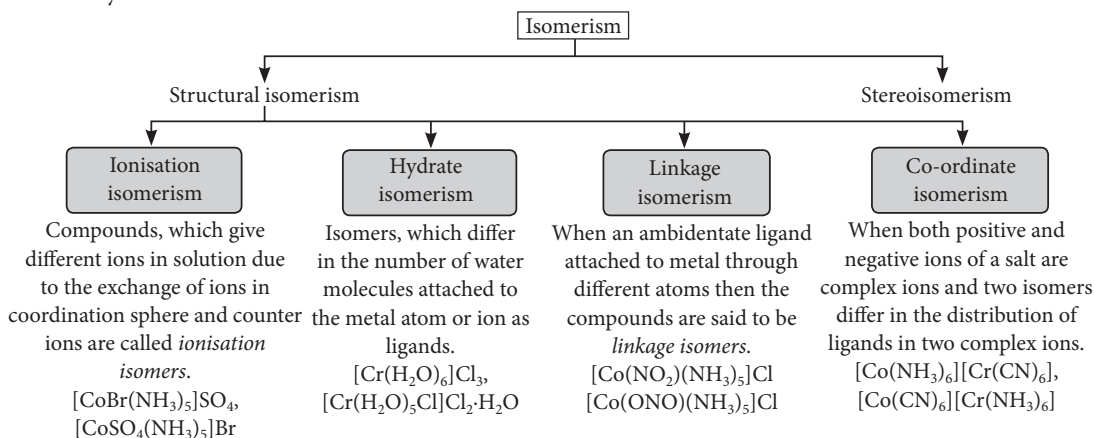 Isomerism
Structural isomerism
Stereoisomerism
Ionisation
isomerism
Compounds, which give
different ions in solution due
to the exchange of ions in
coordination sphere and counter
ions are called ionisation
isomers.
[CoBr(NH₃)₅]SO₄,
[CoSO₄(NH₃)₅]Br
Hydrate
isomerism
Isomers, which differ
in the number of water
molecules attached to
the metal atom or ion as
ligands.
[Cr(H₂O)₆]Cl₃,
[Cr(H₂O)₅Cl]Cl₂·H₂O
Linkage
isomerism
When an ambidentate ligand
attached to metal through
different atoms then the
compounds are said to be
linkage isomers.
[Co(NO₂)(NH₃)₅]Cl
[Co(ONO)(NH₃)₅]Cl
Co-ordinate
isomerism
When both positive and
negative ions of a salt are
complex ions and two isomers
differ in the distribution of
ligands in two complex ions.
[Co(NH₃)₆][Cr(CN)₆],
[Co(CN)₆][Cr(NH₃)₆]